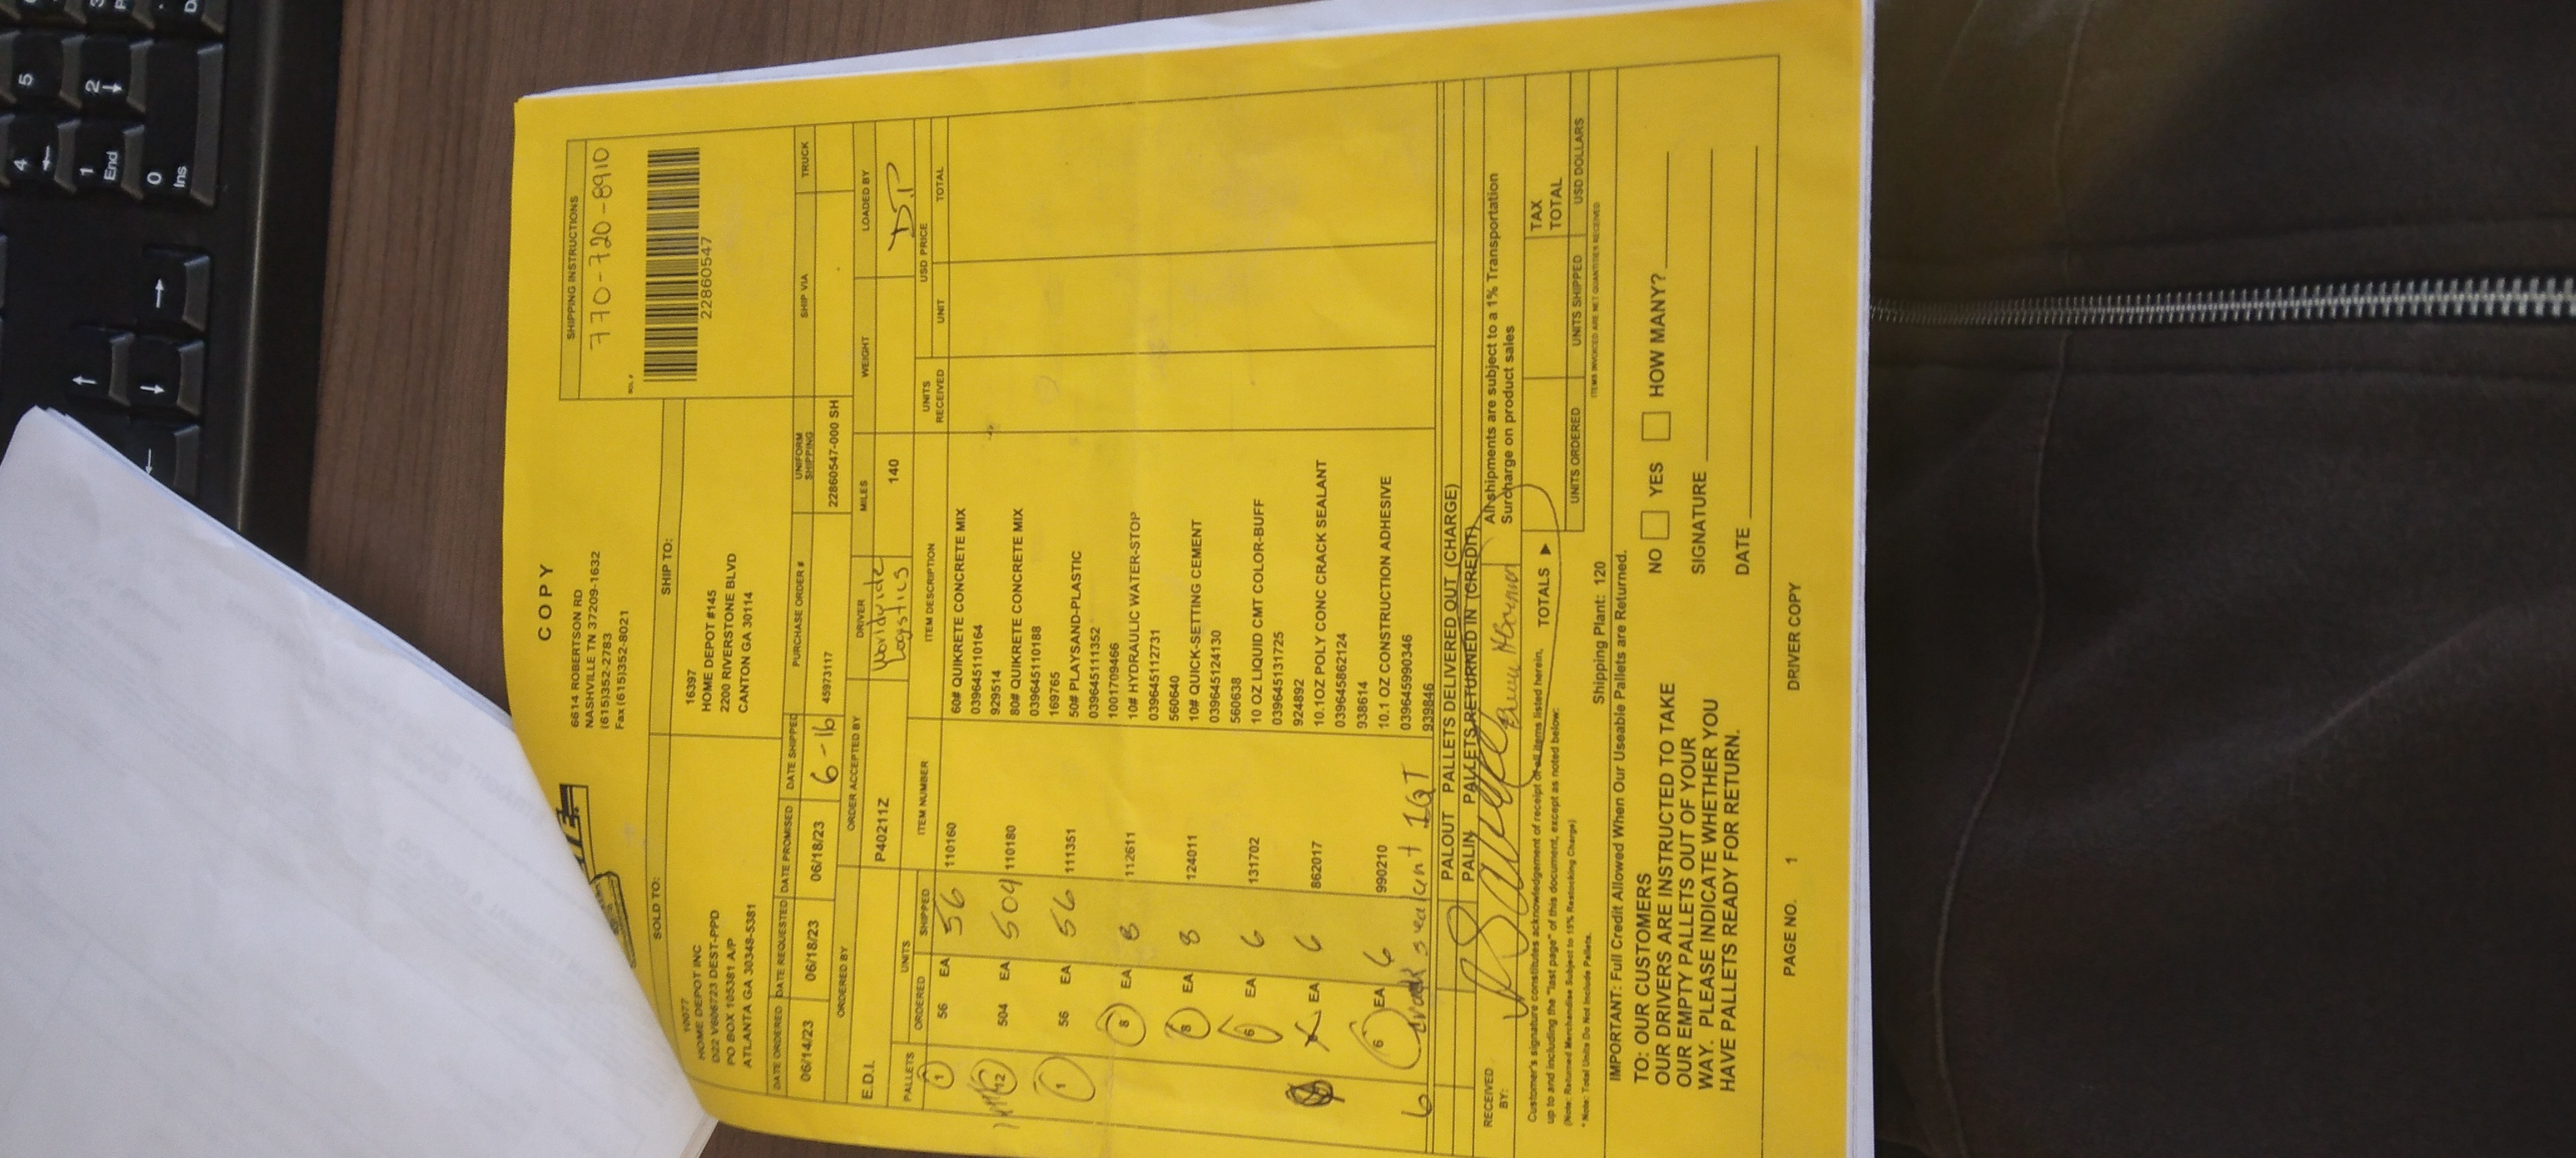 4 5
1 End 2
0 Ins
COPY
6614 ROBERTSON RD
NASHVILLE TN 37209-1632
(615)352-2783
Fax (615)352-8021
SHIPPING INSTRUCTIONS
770-720-8910
BOL #
22860547
SOLD TO:
10077
HOME DEPOT INC
D22 V606723 DEST-PPD
PO BOX 105381 A/P
ATLANTA GA 30348-5381
SHIP TO:
16397
HOME DEPOT #145
2200 RIVERSTONE BLVD
CANTON GA 30114
DATE ORDERED DATE REQUESTED DATE PROMISED DATE SHIPPED PURCHASE ORDER # UNIFORM SHIPPING SHIP VIA TRUCK
06/14/23 06/18/23 06/18/23 6-16 45973117 22860547-000 SH
ORDERED BY ORDER ACCEPTED BY DRIVER MILES WEIGHT LOADED BY
E.D.I. P40211Z Worldwide Logistics 140 D.P
PALLETS UNITS ORDERED SHIPPED ITEM NUMBER ITEM DESCRIPTION UNITS RECEIVED USD PRICE UNIT TOTAL
1 56 EA 56 110160 60# QUIKRETE CONCRETE MIX
039645110164
929514
12 504 EA 504 110180 80# QUIKRETE CONCRETE MIX
039645110188
169765
1 56 EA 56 111351 50# PLAYSAND-PLASTIC
039645111352
1001709466
8 EA 8 112611 10# HYDRAULIC WATER-STOP
039645112731
560640
8 EA 8 124011 10# QUICK-SETTING CEMENT
039645124130
560638
6 EA 6 131702 10 OZ LIQUID CMT COLOR-BUFF
039645131725
924892
EA 6 862017 10.1OZ POLY CONC CRACK SEALANT
039645862124
938614
6 EA 6 990210 10.1 OZ CONSTRUCTION ADHESIVE
039645990346
6 crack sealant 1QT 939846
PALOUT PALLETS DELIVERED OUT (CHARGE)
PALIN PALLETS RETURNED IN (CREDIT)
RECEIVED BY:
All shipments are subject to a 1% Transportation
Surcharge on product sales
Customer's signature constitutes acknowledgement of receipt of all items listed herein,
up to and including the "last page" of this document, except as noted below:
(Note: Returned Merchandise Subject to 15% Restocking Charge)
* Note: Total Units Do Not Include Pallets.
TOTALS ▶ TAX
TOTAL
UNITS ORDERED UNITS SHIPPED USD DOLLARS
Shipping Plant: 120 ITEMS INVOICED ARE NET QUANTITIES RECEIVED
IMPORTANT: Full Credit Allowed When Our Useable Pallets are Returned.
TO: OUR CUSTOMERS
OUR DRIVERS ARE INSTRUCTED TO TAKE
OUR EMPTY PALLETS OUT OF YOUR
WAY. PLEASE INDICATE WHETHER YOU
HAVE PALLETS READY FOR RETURN.
NO YES HOW MANY?
SIGNATURE
DATE
PAGE NO. 1 DRIVER COPY